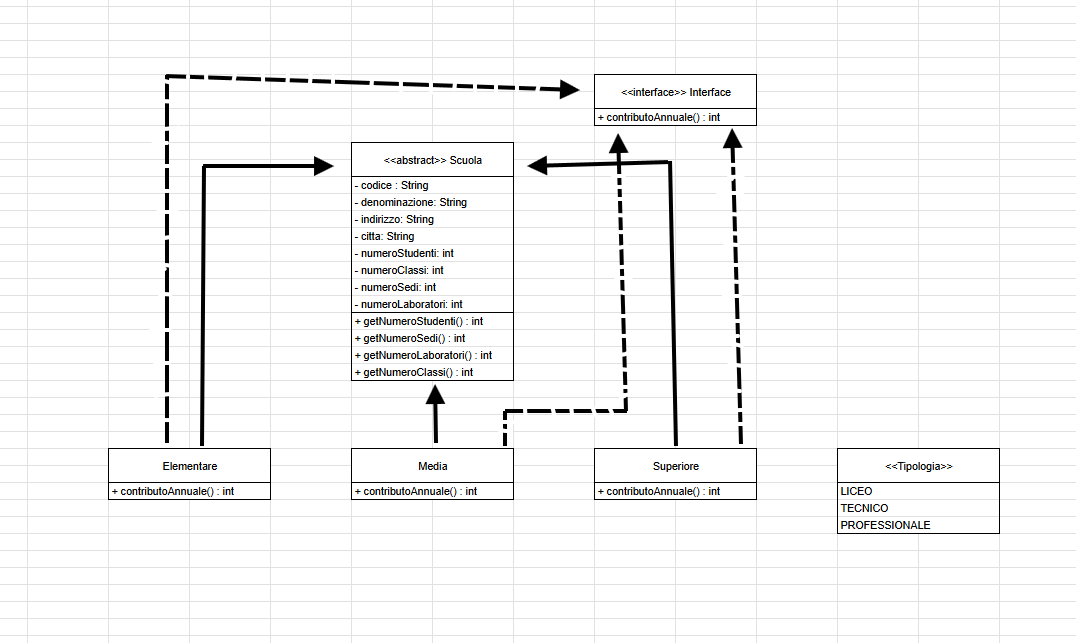 <<interface>> Interface
+ contributoAnnuale() : int
<<abstract>> Scuola
- codice : String
- denominazione: String
- indirizzo: String
- citta: String
- numeroStudenti: int
- numeroClassi: int
- numeroSedi: int
- numeroLaboratori: int
+ getNumeroStudenti() : int
+ getNumeroSedi() : int
+ getNumeroLaboratori() : int
+ getNumeroClassi() : int
Elementare
+ contributoAnnuale() : int
Media
+ contributoAnnuale() : int
Superiore
+ contributoAnnuale() : int
<<Tipologia>>
LICEO
TECNICO
PROFESSIONALE